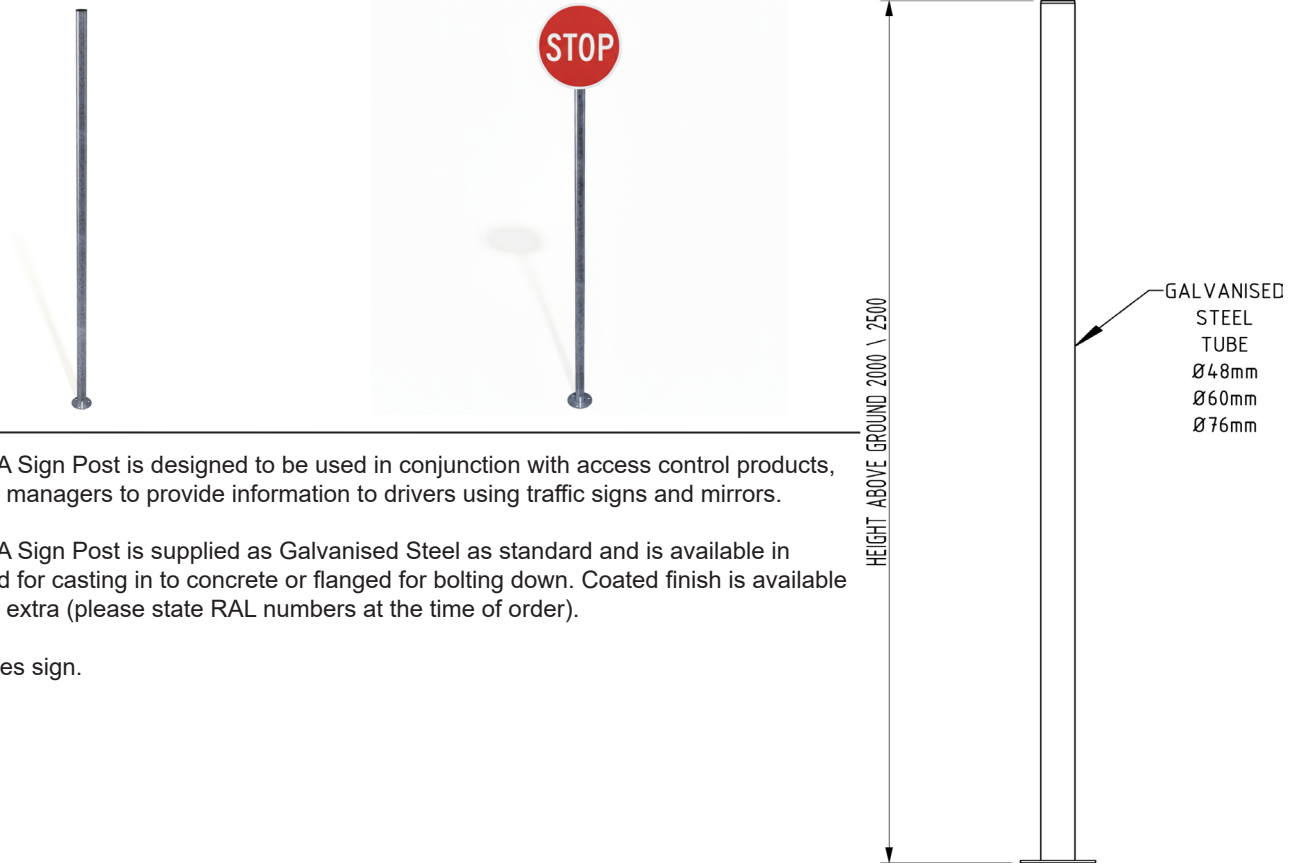 STOP
A Sign Post is designed to be used in conjunction with access control products,
managers to provide information to drivers using traffic signs and mirrors.
A Sign Post is supplied as Galvanised Steel as standard and is available in
d for casting in to concrete or flanged for bolting down. Coated finish is available
extra (please state RAL numbers at the time of order).
es sign.
HEIGHT ABOVE GROUND 2000 \ 2500
GALVANISED
STEEL
TUBE
Ø48mm
Ø60mm
Ø76mm